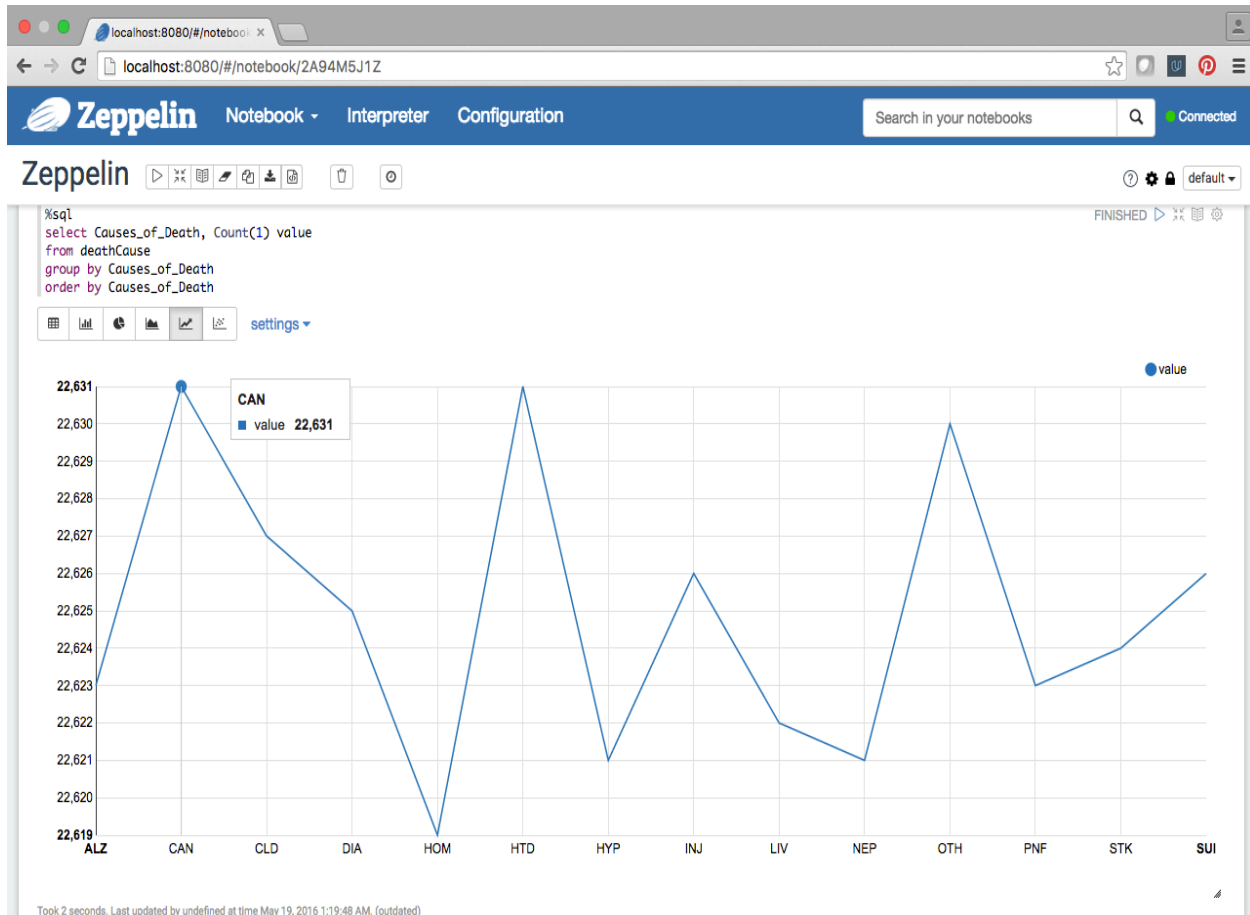 localhost:8080/#/notebook
localhost:8080/#/notebook/2A94M5J1Z
Zeppelin Notebook Interpreter Configuration Search in your notebooks Connected
Zeppelin default
%sql FINISHED
select Causes_of_Death, Count(1) value
from deathCause
group by Causes_of_Death
order by Causes_of_Death
settings
value
22,631
CAN
value 22,631
22,630
22,629
22,628
22,627
22,626
22,625
22,624
22,623
22,622
22,621
22,620
22,619
ALZ CAN CLD DIA HOM HTD HYP INJ LIV NEP OTH PNF STK SUI
Took 2 seconds. Last updated by undefined at time May 19, 2016 1:19:48 AM. (outdated)